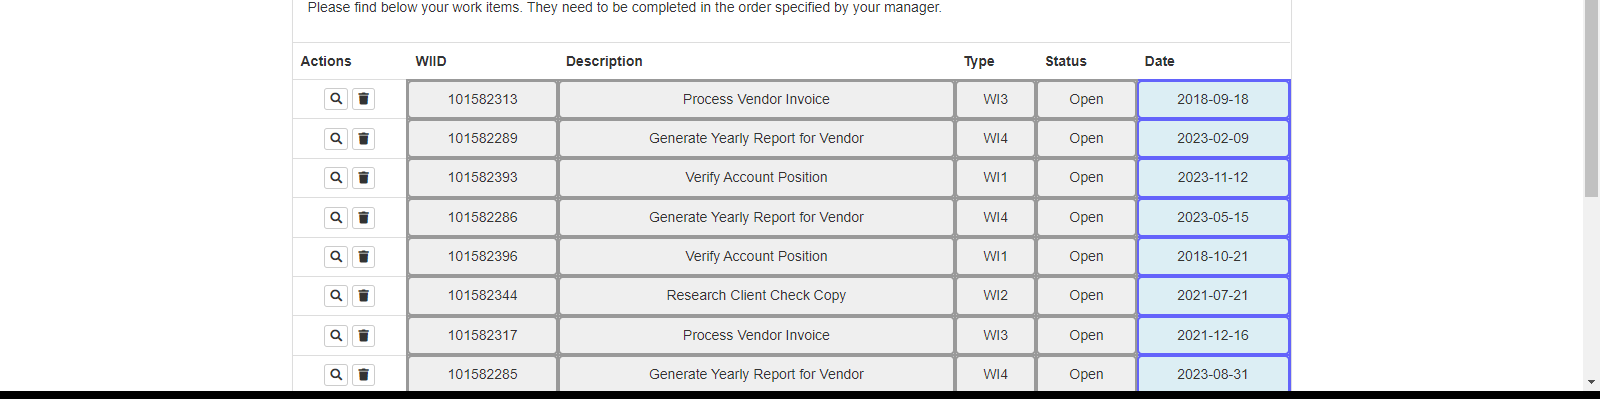 Please find below your work items. They need to be completed in the order specified by your manager.
Actions WIID Description Type Status Date
101582313 Process Vendor Invoice WI3 Open 2018-09-18
101582289 Generate Yearly Report for Vendor WI4 Open 2023-02-09
101582393 Verify Account Position WI1 Open 2023-11-12
101582286 Generate Yearly Report for Vendor WI4 Open 2023-05-15
101582396 Verify Account Position WI1 Open 2018-10-21
101582344 Research Client Check Copy WI2 Open 2021-07-21
101582317 Process Vendor Invoice WI3 Open 2021-12-16
101582285 Generate Yearly Report for Vendor WI4 Open 2023-08-31